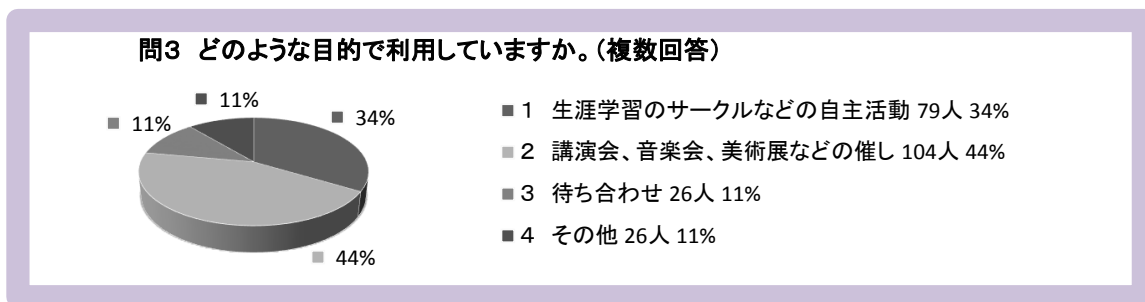 問3 どのような目的で利用していますか。(複数回答)
■ 11%
■ 34%
■ 11%
■ 44%
■1 生涯学習のサークルなどの自主活動 79人 34%
■2 講演会、音楽会、美術展などの催し 104人 44%
■3 待ち合わせ 26人 11%
■4 その他 26人 11%